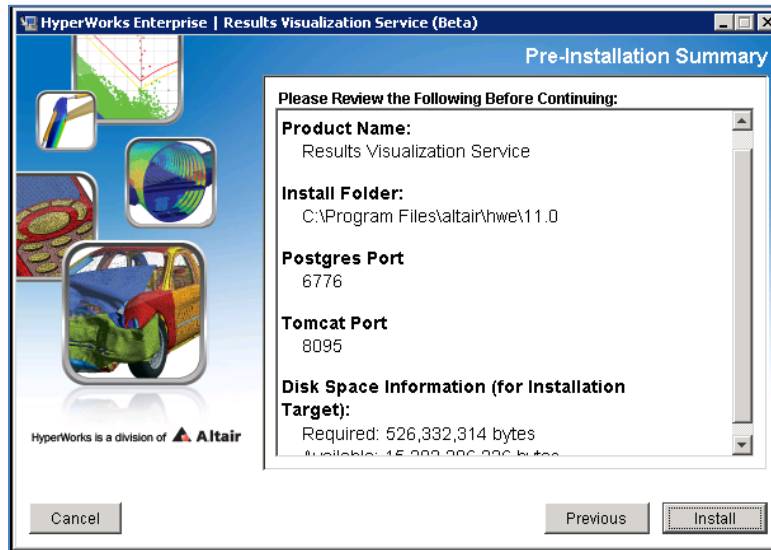 HyperWorks Enterprise | Results Visualization Service (Beta)
Pre-Installation Summary
Please Review the Following Before Continuing:
Product Name:
Results Visualization Service
Install Folder:
C:\Program Files\altair\hwe\11.0
Postgres Port
6776
Tomcat Port
8095
Disk Space Information (for Installation
Target):
Required: 526,332,314 bytes
Available:
HyperWorks is a division of Altair
Cancel
Previous
Install